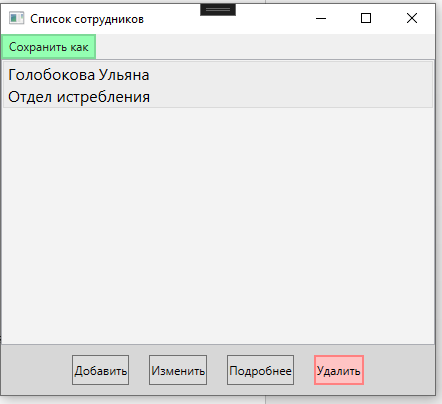 Список сотрудников
Сохранить как
Голобокова Ульяна
Отдел истребления
Добавить Изменить Подробнее Удалить